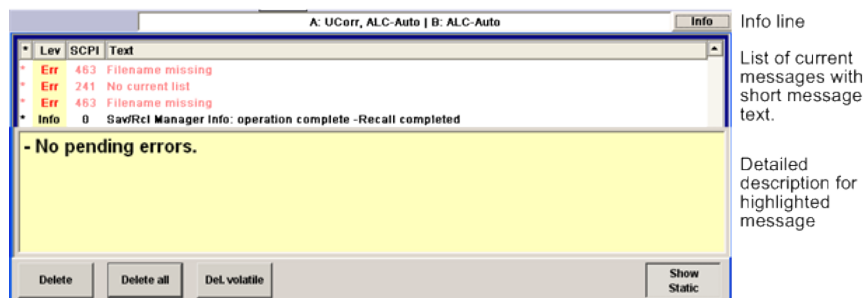 A: UCorr, ALC-Auto | B: ALC-Auto Info
Info line
* Lev SCPI Text
* Err 463 Filename missing
* Err 241 No current list
* Err 463 Filename missing
* Info 0 Sav/Rcl Manager Info: operation complete -Recall completed
List of current
messages with
short message
text.
- No pending errors.
Detailed
description for
highlighted
message
Delete Delete all Del. volatile Show
Static